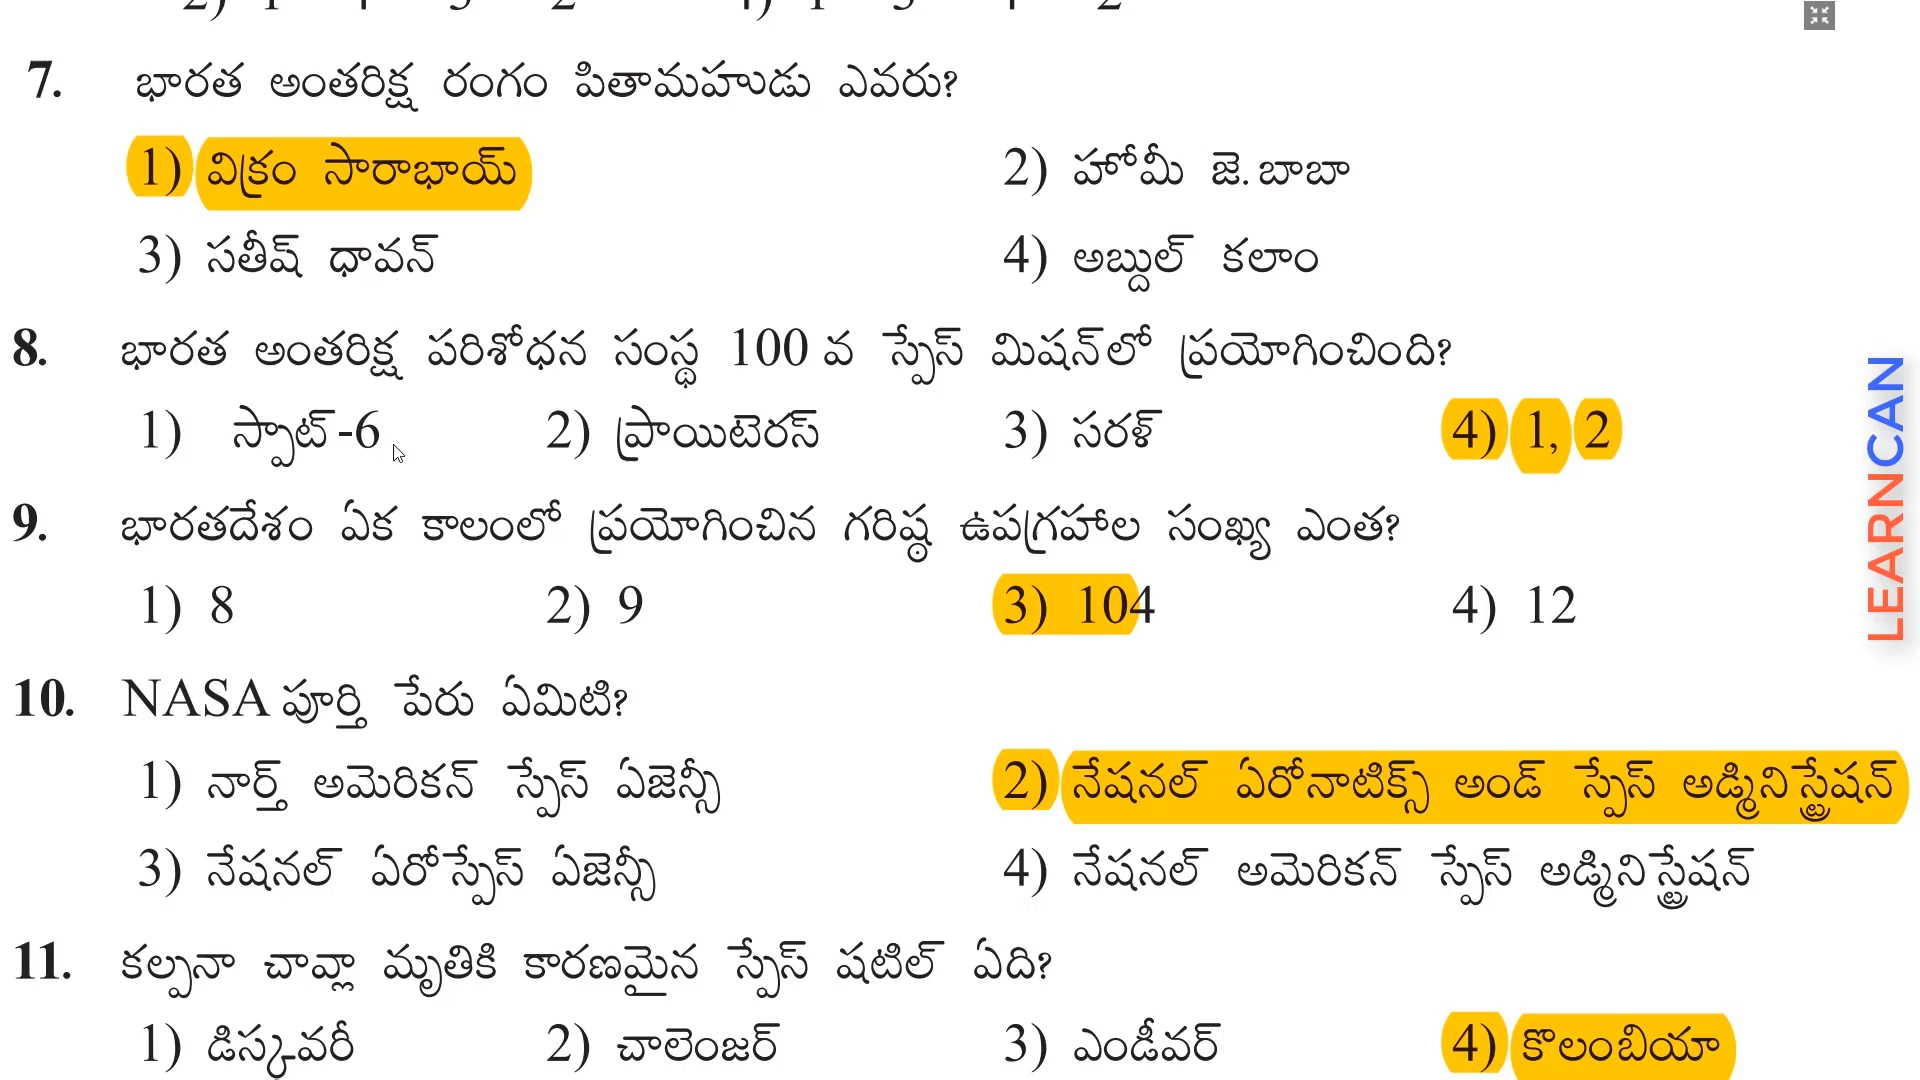 7. భారత అంతరిక్ష రంగం పితామహుడు ఎవరు?
1) విక్రం సారాభాయ్ 2) హోమీ జె. బాబా
3) సతీష్ ధావన్ 4) అబ్దుల్ కలాం
8. భారత అంతరిక్ష పరిశోధన సంస్థ 100 వ స్పేస్ మిషన్‌లో ప్రయోగించింది?
1) స్పాట్-6 2) ప్రాయిటెరస్ 3) సరళ్ 4) 1, 2
9. భారతదేశం ఏక కాలంలో ప్రయోగించిన గరిష్ఠ ఉపగ్రహాల సంఖ్య ఎంత?
1) 8 2) 9 3) 104 4) 12
10. NASA పూర్తి పేరు ఏమిటి?
1) నార్త్ అమెరికన్ స్పేస్ ఏజెన్సీ 2) నేషనల్ ఏరోనాటిక్స్ అండ్ స్పేస్ అడ్మినిస్ట్రేషన్
3) నేషనల్ ఏరోస్పేస్ ఏజెన్సీ 4) నేషనల్ అమెరికన్ స్పేస్ అడ్మినిస్ట్రేషన్
11. కల్పనా చావ్లా మృతికి కారణమైన స్పేస్ షటిల్ ఏది?
1) డిస్కవరీ 2) చాలెంజర్ 3) ఎండీవర్ 4) కొలంబియా
LEARNCAN